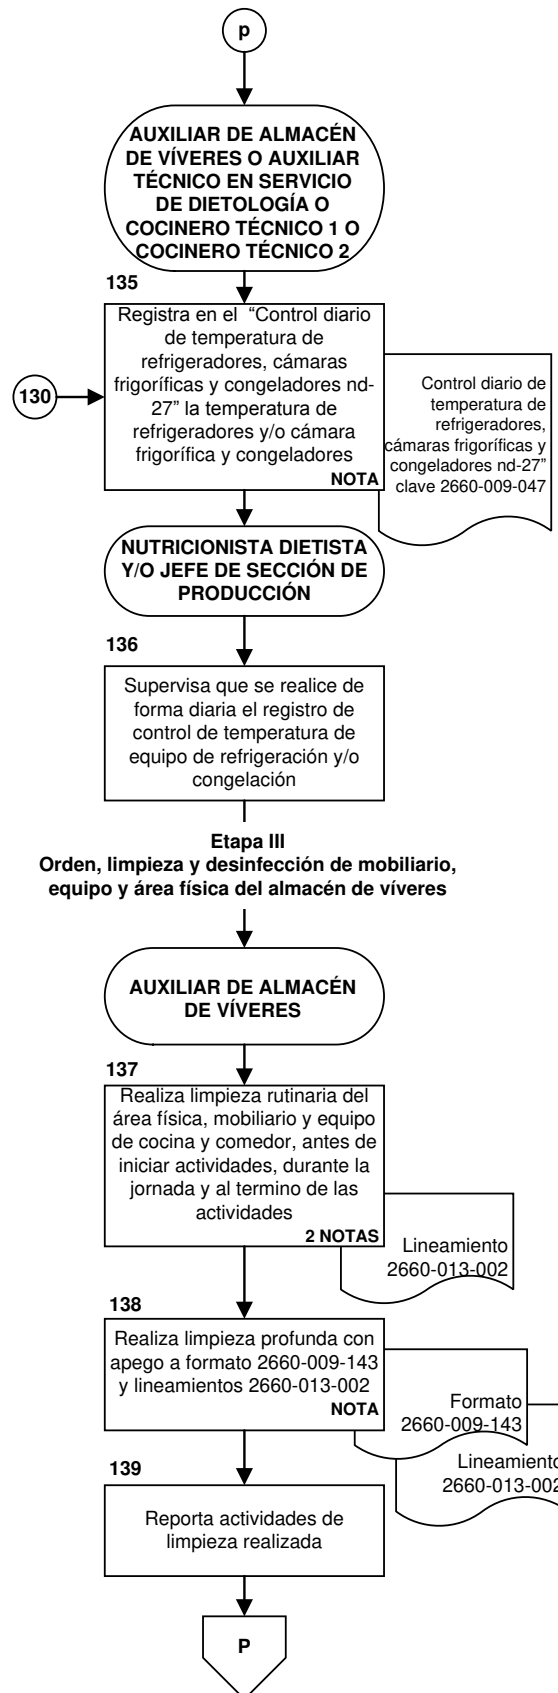 p
AUXILIAR DE ALMACÉN
DE VÍVERES O AUXILIAR
TÉCNICO EN SERVICIO
DE DIETOLOGÍA O
COCINERO TÉCNICO 1 O
COCINERO TÉCNICO 2
135
Registra en el “Control diario
de temperatura de
refrigeradores, cámaras
frigoríficas y congeladores nd-
27” la temperatura de
refrigeradores y/o cámara
frigorífica y congeladores
NOTA
130
Control diario de
temperatura de
refrigeradores,
cámaras frigoríficas y
congeladores nd-27”
clave 2660-009-047
NUTRICIONISTA DIETISTA
Y/O JEFE DE SECCIÓN DE
PRODUCCIÓN
136
Supervisa que se realice de
forma diaria el registro de
control de temperatura de
equipo de refrigeración y/o
congelación
Etapa III
Orden, limpieza y desinfección de mobiliario,
equipo y área física del almacén de víveres
AUXILIAR DE ALMACÉN
DE VÍVERES
137
Realiza limpieza rutinaria del
área física, mobiliario y equipo
de cocina y comedor, antes de
iniciar actividades, durante la
jornada y al termino de las
actividades
2 NOTAS
Lineamiento
2660-013-002
138
Realiza limpieza profunda con
apego a formato 2660-009-143
y lineamientos 2660-013-002
NOTA
Formato
2660-009-143
Lineamiento
2660-013-002
139
Reporta actividades de
limpieza realizada
P